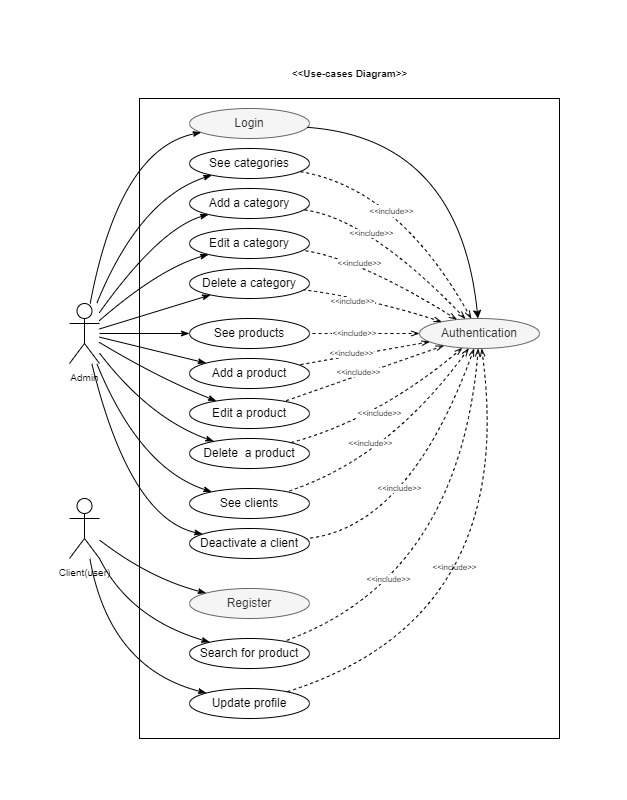 <<Use-cases Diagram>>
Login
See categories
<<include>>
Add a category
<<include>>
Edit a category
<<include>>
Delete a category
<<include>>
See products
<<include>>
Authentication
<<include>>
Add a product
<<include>>
Admin
Edit a product
<<include>>
Delete  a product
<<include>>
See clients
<<include>>
Deactivate a client
Client(user)
<<include>>
<<include>>
Register
Search for product
Update profile